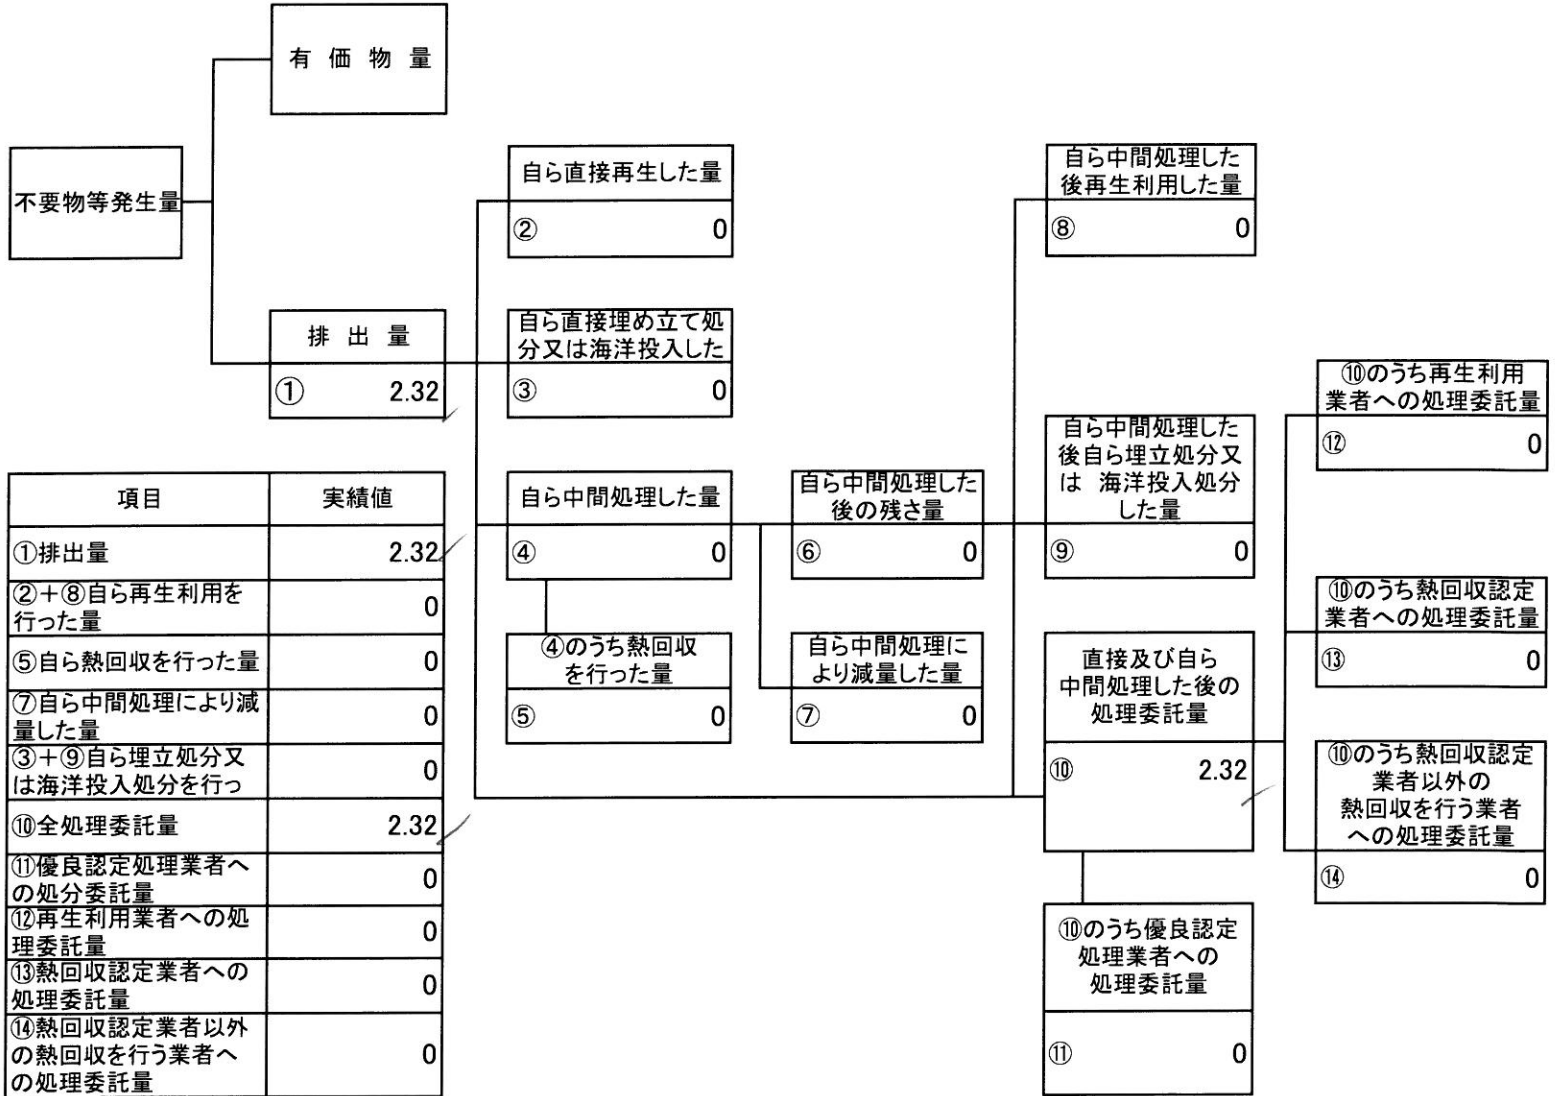 有価物量
不要物等発生量
排出量
① 2.32
自ら直接再生した量
② 0
自ら直接埋め立て処
分又は海洋投入した
③ 0
自ら中間処理した量
④ 0
④のうち熱回収
を行った量
⑤ 0
自ら中間処理した
後の残さ量
⑥ 0
自ら中間処理に
より減量した量
⑦ 0
自ら中間処理した
後再生利用した量
⑧ 0
自ら中間処理した
後自ら埋立処分又
は 海洋投入処分
した量
⑨ 0
直接及び自ら
中間処理した後の
処理委託量
⑩ 2.32
⑩のうち優良認定
処理業者への
処理委託量
⑪ 0
⑩のうち再生利用
業者への処理委託量
⑫ 0
⑩のうち熱回収認定
業者への処理委託量
⑬ 0
⑩のうち熱回収認定
業者以外の
熱回収を行う業者
への処理委託量
⑭ 0
項目 実績値
①排出量 2.32
②+⑧自ら再生利用を
行った量 0
⑤自ら熱回収を行った量 0
⑦自ら中間処理により減
量した量 0
③+⑨自ら埋立処分又
は海洋投入処分を行っ 0
⑩全処理委託量 2.32
⑪優良認定処理業者へ
の処分委託量 0
⑫再生利用業者への処
理委託量 0
⑬熱回収認定業者への
処理委託量 0
⑭熱回収認定業者以外
の熱回収を行う業者へ
の処理委託量 0